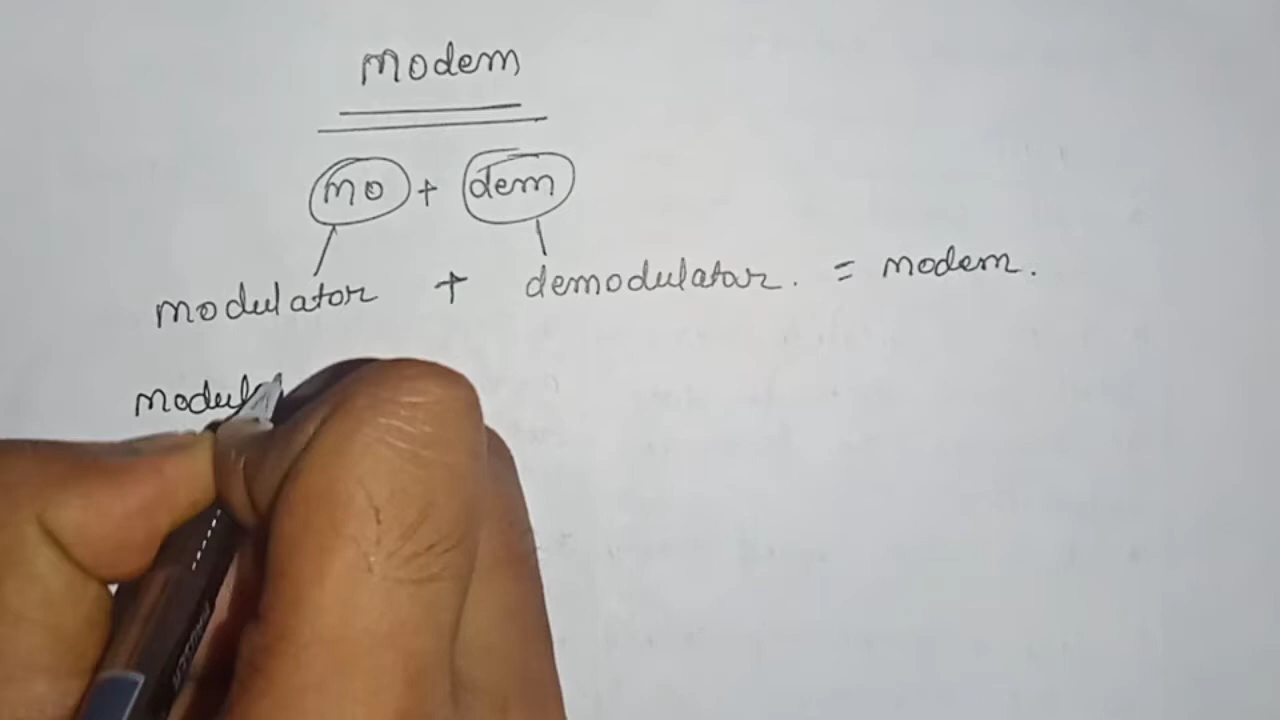 Modem
mo + dem
modulator + demodulator. = modem.